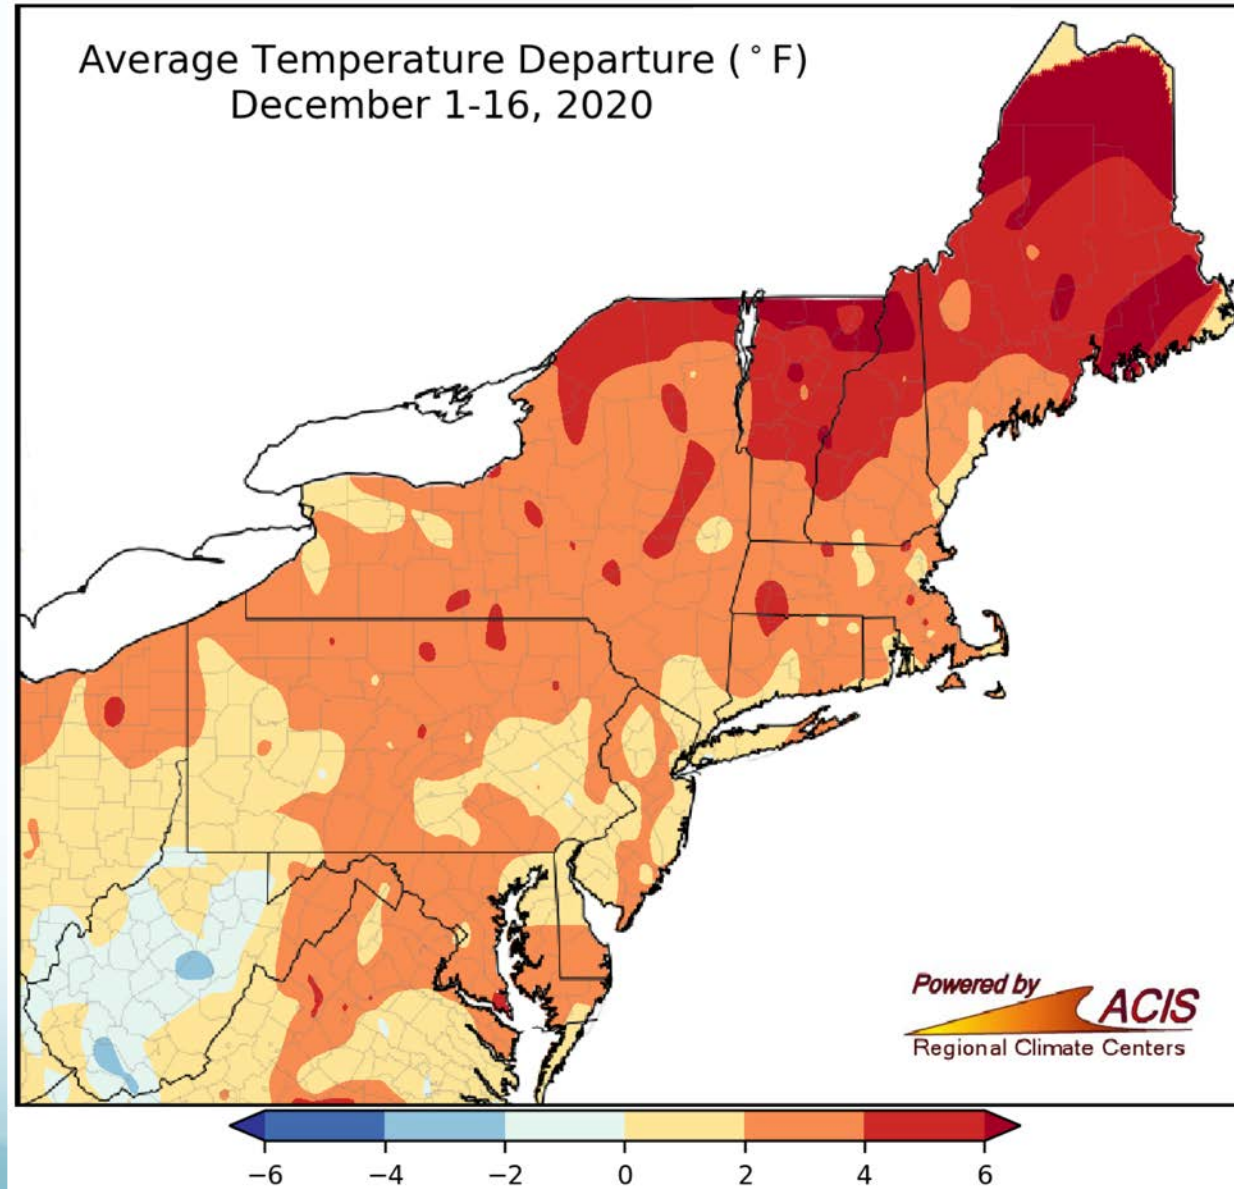 Average Temperature Departure (°F)
December 1-16, 2020
Powered by
ACIS
Regional Climate Centers
−6 −4 −2 0 2 4 6